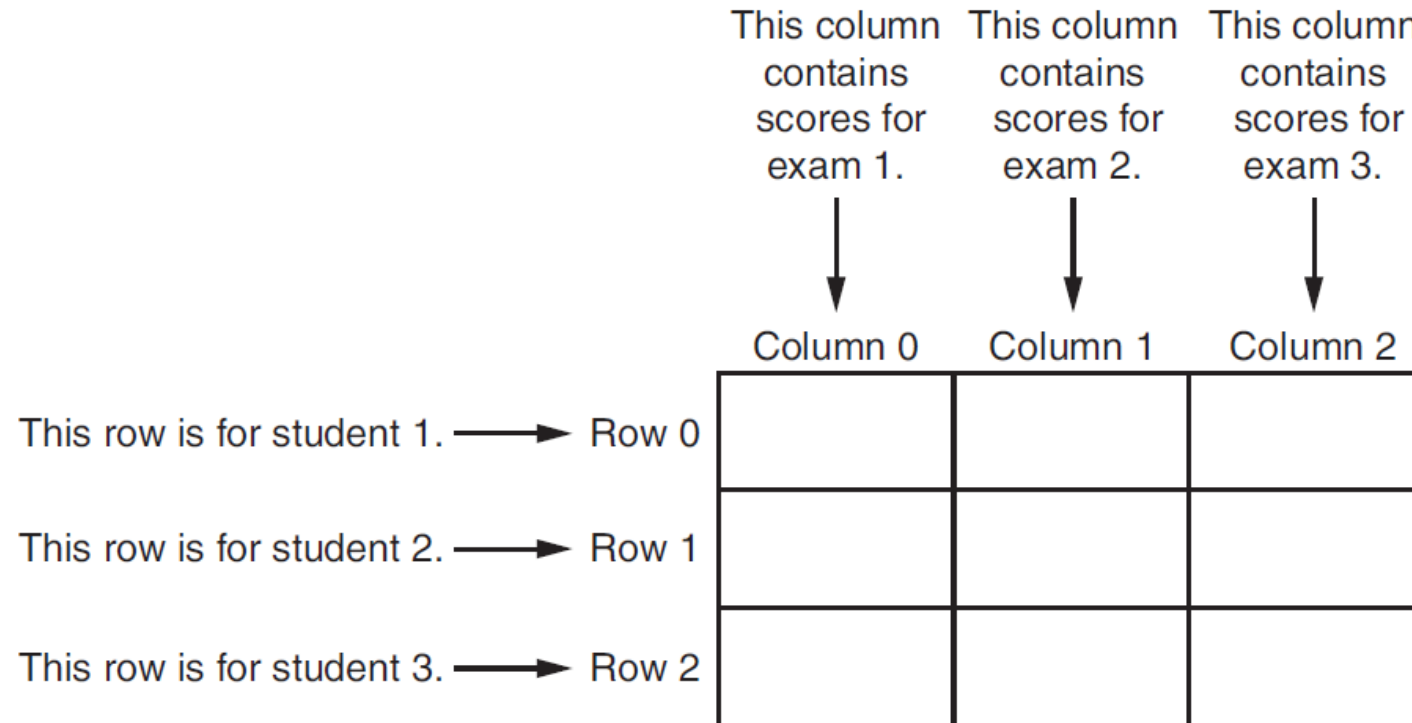 This column This column This column
contains contains contains
scores for scores for scores for
exam 1. exam 2. exam 3.
Column 0 Column 1 Column 2
This row is for student 1. Row 0
This row is for student 2. Row 1
This row is for student 3. Row 2